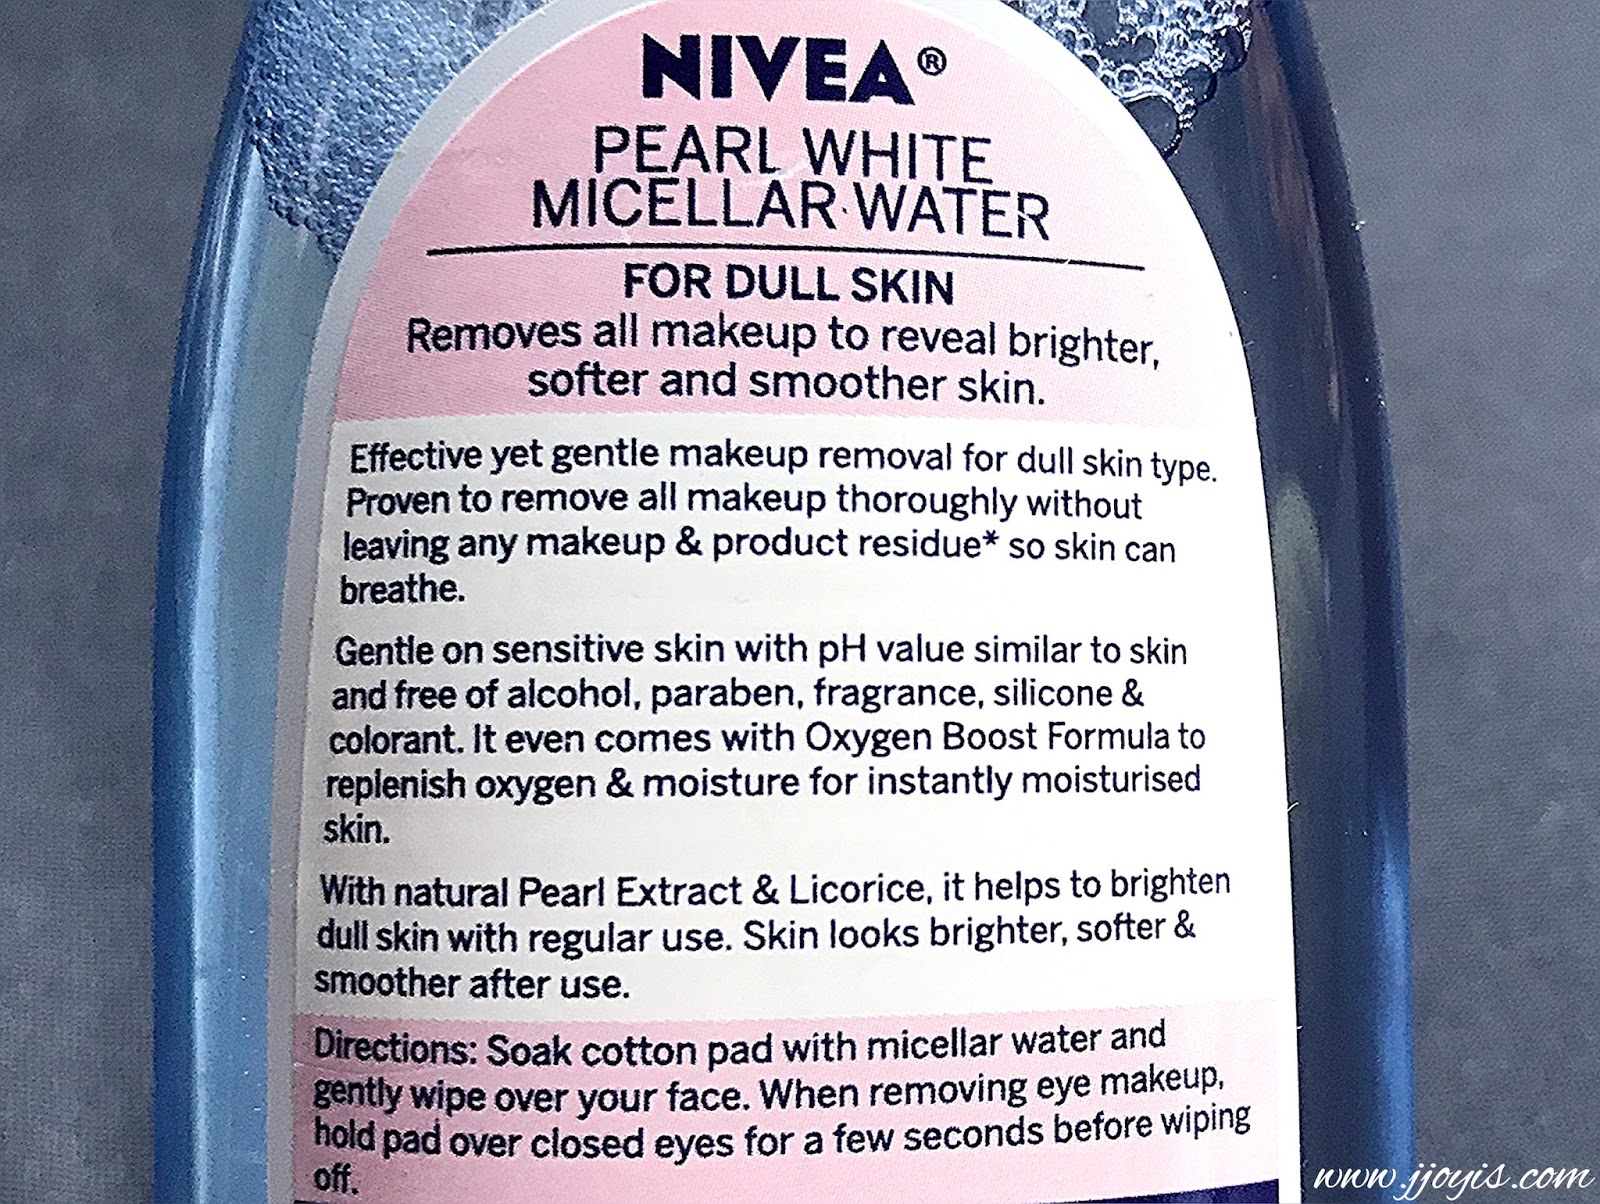 NIVEA®
PEARL WHITE
MICELLAR WATER
FOR DULL SKIN
Removes all makeup to reveal brighter,
softer and smoother skin.
Effective yet gentle makeup removal for dull skin type.
Proven to remove all makeup thoroughly without
leaving any makeup & product residue* so skin can
breathe.
Gentle on sensitive skin with pH value similar to skin
and free of alcohol, paraben, fragrance, silicone &
colorant. It even comes with Oxygen Boost Formula to
replenish oxygen & moisture for instantly moisturised
skin.
With natural Pearl Extract & Licorice, it helps to brighten
dull skin with regular use. Skin looks brighter, softer &
smoother after use.
Directions: Soak cotton pad with micellar water and
gently wipe over your face. When removing eye makeup,
hold pad over closed eyes for a few seconds before wiping
off.
www.jjoyis.com